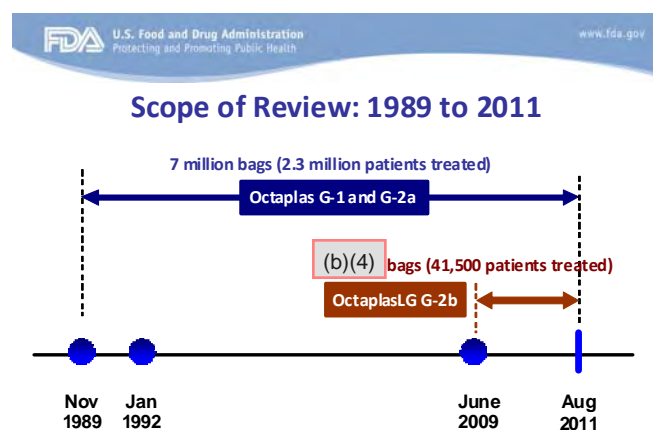 FDA U.S. Food and Drug Administration
Protecting and Promoting Public Health
www.fda.gov
Scope of Review: 1989 to 2011
7 million bags (2.3 million patients treated)
Octaplas G-1 and G-2a
(b)(4) bags (41,500 patients treated)
OctaplasLG G-2b
Nov 1989
Jan 1992
June 2009
Aug 2011